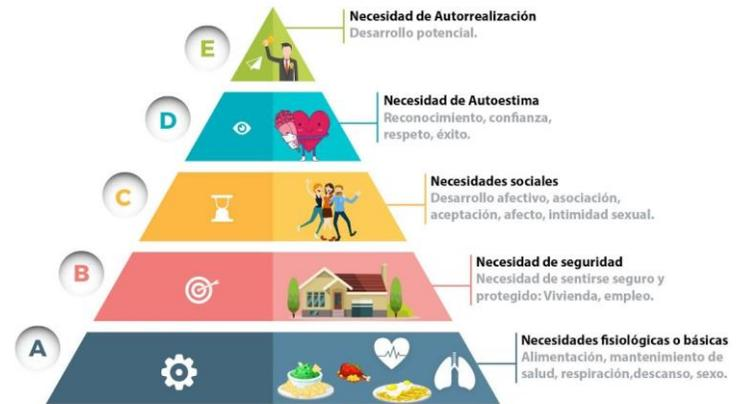 E
Necesidad de Autorrealización
Desarrollo potencial.
D
Necesidad de Autoestima
Reconocimiento, confianza,
respeto, éxito.
C
Necesidades sociales
Desarrollo afectivo, asociación,
aceptación, afecto, intimidad sexual.
B
Necesidad de seguridad
Necesidad de sentirse seguro y
protegido: Vivienda, empleo.
A
Necesidades fisiológicas o básicas
Alimentación, mantenimiento de
salud, respiración,descanso, sexo.